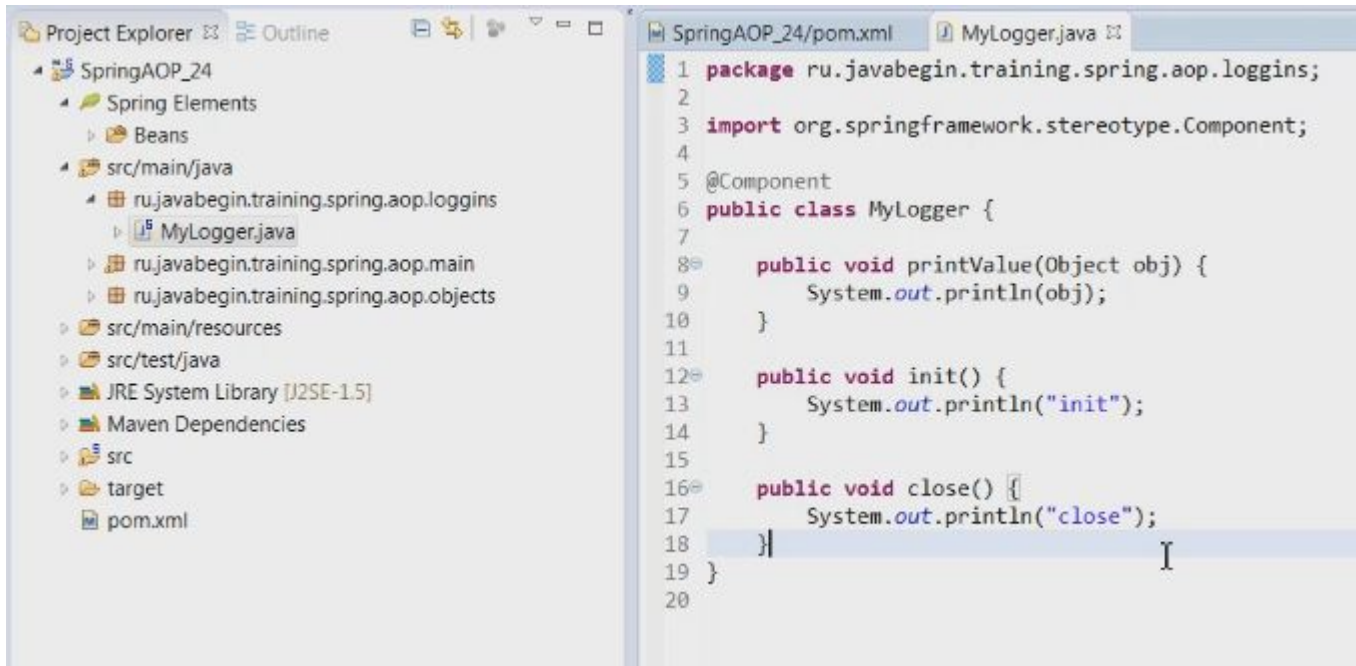 Project Explorer Outline
SpringAOP_24
Spring Elements
Beans
src/main/java
ru.javabegin.training.spring.aop.loggins
MyLogger.java
ru.javabegin.training.spring.aop.main
ru.javabegin.training.spring.aop.objects
src/main/resources
src/test/java
JRE System Library [J2SE-1.5]
Maven Dependencies
src
target
pom.xml
SpringAOP_24/pom.xml MyLogger.java
1 package ru.javabegin.training.spring.aop.loggins;
2
3 import org.springframework.stereotype.Component;
4
5 @Component
6 public class MyLogger {
7
8 public void printValue(Object obj) {
9 System.out.println(obj);
10 }
11
12 public void init() {
13 System.out.println("init");
14 }
15
16 public void close() {
17 System.out.println("close");
18 }
19 }
20